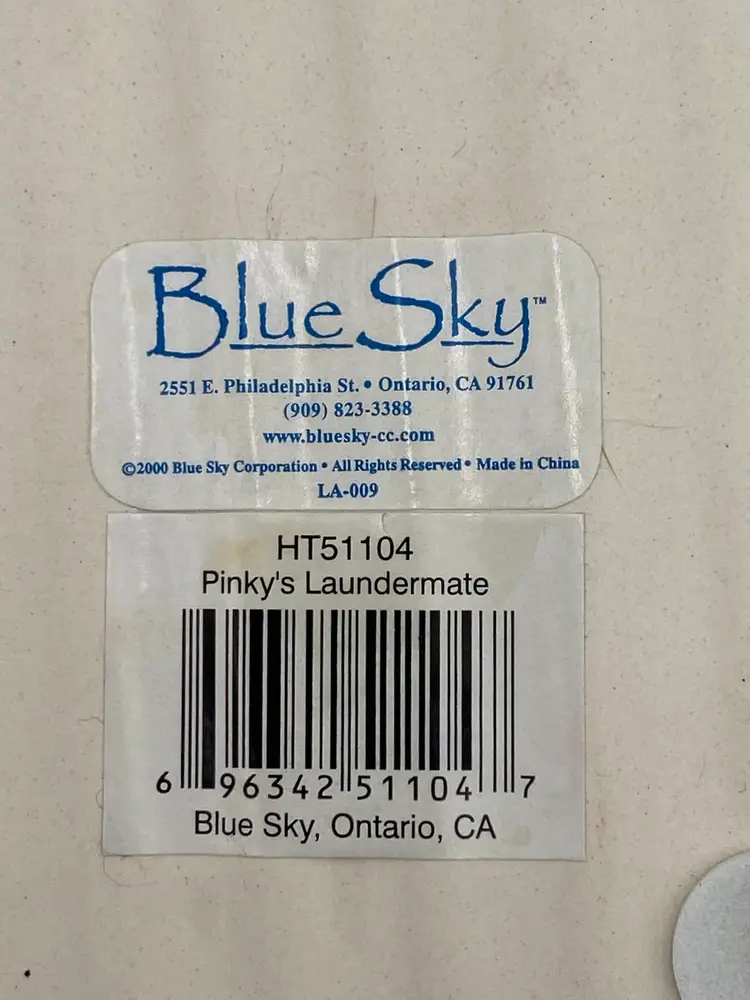 Blue Sky™
2551 E. Philadelphia St. • Ontario, CA 91761
(909) 823-3388
www.bluesky-cc.com
©2000 Blue Sky Corporation • All Rights Reserved • Made in China
LA-009
HT51104
Pinky's Laundermate
6 96342 51104 7
Blue Sky, Ontario, CA